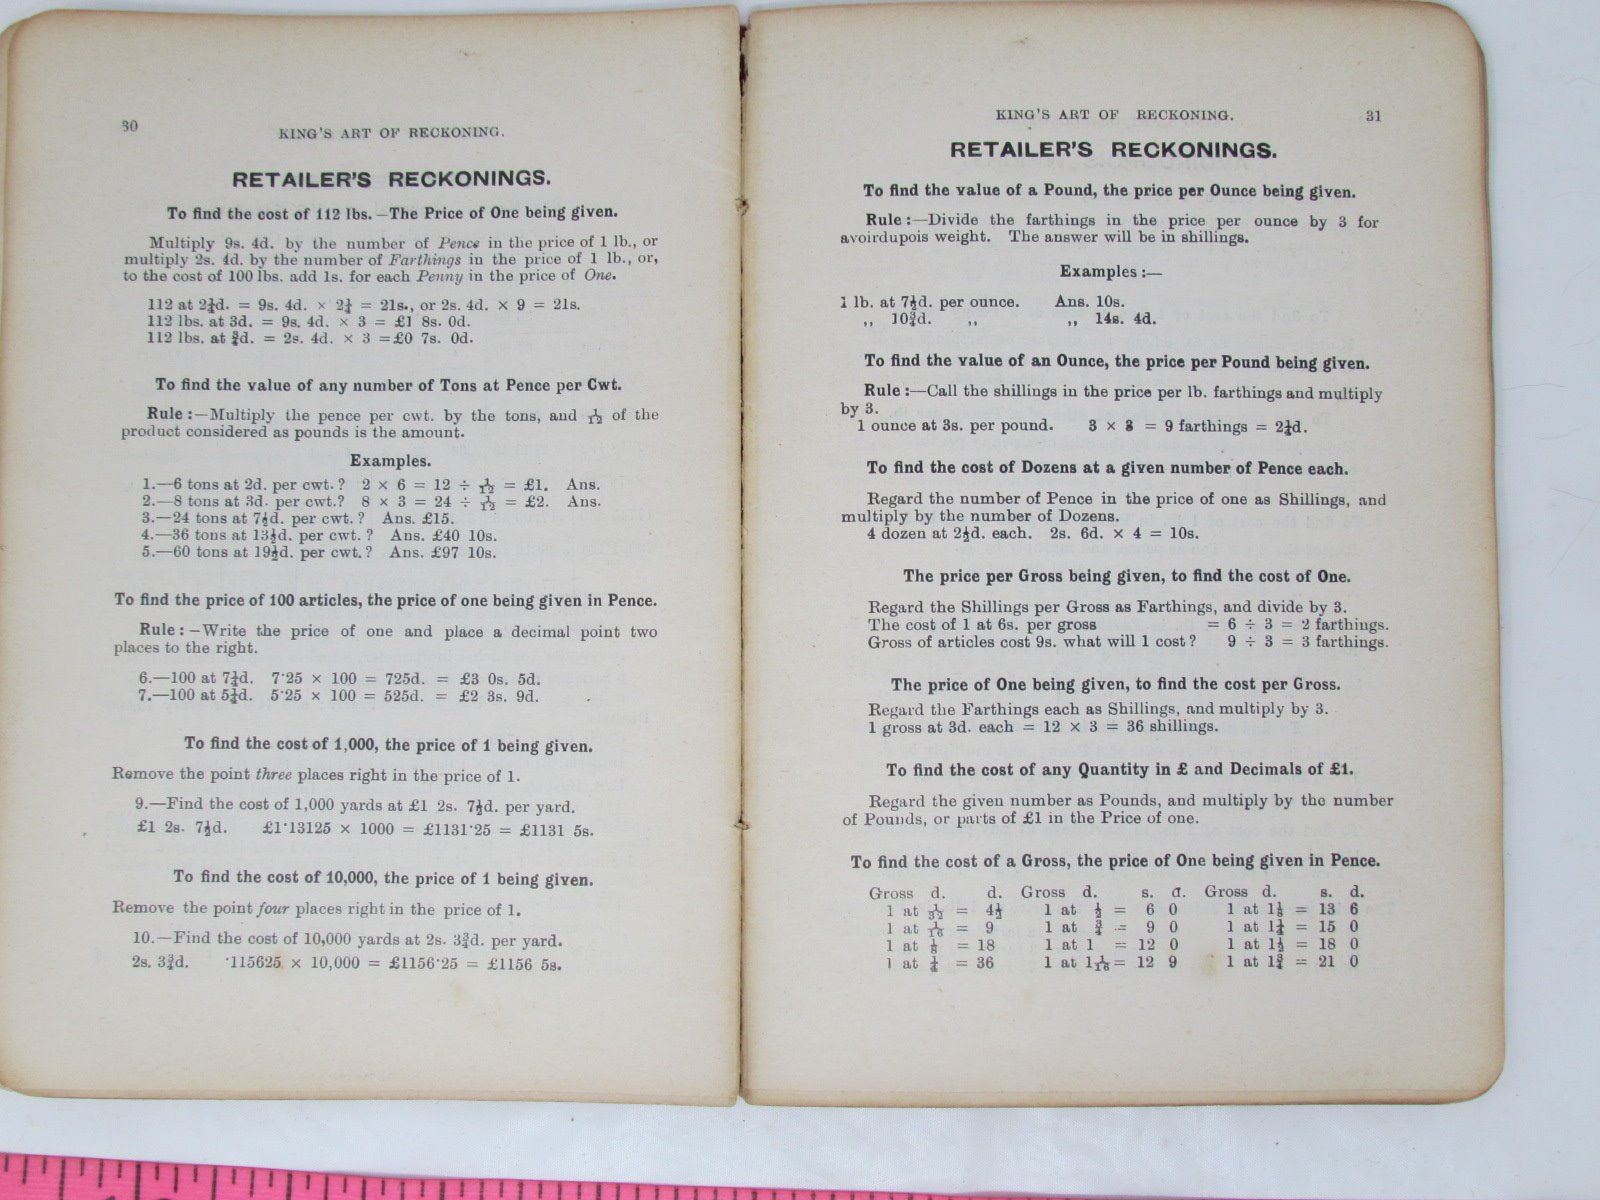 30
KING'S ART OF RECKONING.
RETAILER'S RECKONINGS.
To find the cost of 112 lbs.—The Price of One being given.
Multiply 9s. 4d. by the number of Pence in the price of 1 lb., or
multiply 2s. 4d. by the number of Farthings in the price of 1 lb., or,
to the cost of 100 lbs. add 1s. for each Penny in the price of One.
112 at 2¼d. = 9s. 4d. × 2¼ = 21s., or 2s. 4d. × 9 = 21s.
112 lbs. at 3d. = 9s. 4d. × 3 = £1 8s. 0d.
112 lbs. at ¾d. = 2s. 4d. × 3 =£0 7s. 0d.
To find the value of any number of Tons at Pence per Cwt.
Rule :—Multiply the pence per cwt. by the tons, and 1/12 of the
product considered as pounds is the amount.
Examples.
1.—6 tons at 2d. per cwt. ? 2 × 6 = 12 ÷ 1/12 = £1. Ans.
2.—8 tons at 3d. per cwt.? 8 × 3 = 24 ÷ 1/12 = £2. Ans.
3.—24 tons at 7½d. per cwt. ? Ans. £15.
4.—36 tons at 13½d. per cwt. ? Ans. £40 10s.
5.—60 tons at 19½d. per cwt. ? Ans. £97 10s.
To find the price of 100 articles, the price of one being given in Pence.
Rule : —Write the price of one and place a decimal point two
places to the right.
6.—100 at 7¼d. 7·25 × 100 = 725d. = £3 0s. 5d.
7.—100 at 5¼d. 5·25 × 100 = 525d. = £2 3s. 9d.
To find the cost of 1,000, the price of 1 being given.
Remove the point three places right in the price of 1.
9.—Find the cost of 1,000 yards at £1 2s. 7½d. per yard.
£1 2s. 7½d. £1·13125 × 1000 = £1131·25 = £1131 5s.
To find the cost of 10,000, the price of 1 being given.
Remove the point four places right in the price of 1.
10.—Find the cost of 10,000 yards at 2s. 3¾d. per yard.
2s. 3¾d. ·115625 × 10,000 = £1156·25 = £1156 5s.
KING'S ART OF RECKONING. 31
RETAILER'S RECKONINGS.
To find the value of a Pound, the price per Ounce being given.
Rule :—Divide the farthings in the price per ounce by 3 for
avoirdupois weight. The answer will be in shillings.
Examples :—
1 lb. at 7½d. per ounce. Ans. 10s.
,, 10¾d. ,, ,, 14s. 4d.
To find the value of an Ounce, the price per Pound being given.
Rule :—Call the shillings in the price per lb. farthings and multiply
by 3.
1 ounce at 3s. per pound. 3 × 3 = 9 farthings = 2¼d.
To find the cost of Dozens at a given number of Pence each.
Regard the number of Pence in the price of one as Shillings, and
multiply by the number of Dozens.
4 dozen at 2½d. each. 2s. 6d. × 4 = 10s.
The price per Gross being given, to find the cost of One.
Regard the Shillings per Gross as Farthings, and divide by 3.
The cost of 1 at 6s. per gross = 6 ÷ 3 = 2 farthings.
Gross of articles cost 9s. what will 1 cost ? 9 ÷ 3 = 3 farthings.
The price of One being given, to find the cost per Gross.
Regard the Farthings each as Shillings, and multiply by 3.
1 gross at 3d. each = 12 × 3 = 36 shillings.
To find the cost of any Quantity in £ and Decimals of £1.
Regard the given number as Pounds, and multiply by the number
of Pounds, or parts of £1 in the Price of one.
To find the cost of a Gross, the price of One being given in Pence.
Gross d. d. Gross d. s. d. Gross d. s. d.
1 at 1/32 = 4½ 1 at ½ = 6 0 1 at 1⅛ = 13 6
1 at 1/16 = 9 1 at ¾ = 9 0 1 at 1¼ = 15 0
1 at ⅛ = 18 1 at 1 = 12 0 1 at 1½ = 18 0
1 at ¼ = 36 1 at 1 1/16 = 12 9 1 at 1¾ = 21 0